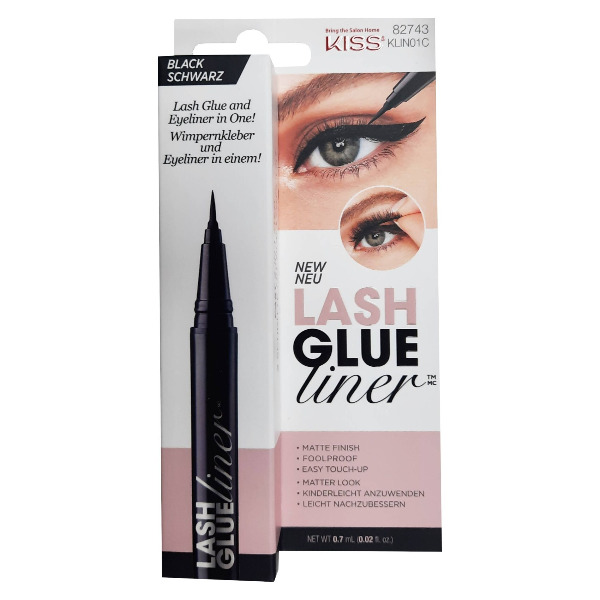 BLACK
SCHWARZ
Lash Glue and
Eyeliner in One!
Wimpernkleber
und
Eyeliner in einem!
LASH
GLUE liner
Bring the Salon Home
KISS®
82743
KLIN01C
NEW
NEU
LASH
GLUE
liner™
MC
• MATTE FINISH
• FOOLPROOF
• EASY TOUCH-UP
• MATTER LOOK
• KINDERLEICHT ANZUWENDEN
• LEICHT NACHZUBESSERN
NET WT 0.7 mL (0.02 fl. oz.)